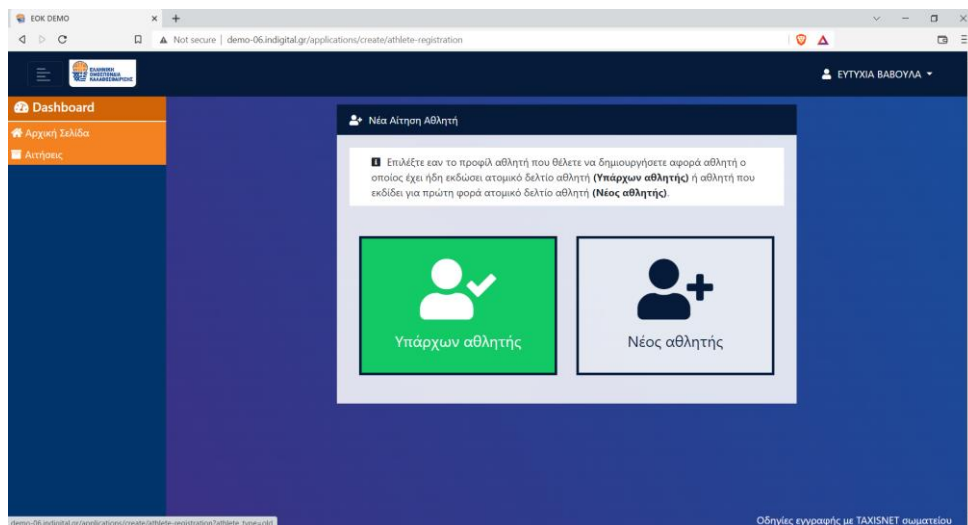 EOK DEMO
Not secure | demo-06.indigital.gr/applications/create/athlete-registration
ΕΛΛΗΝΙΚΗ
ΟΜΟΣΠΟΝΔΙΑ
ΚΑΛΑΘΟΣΦΑΙΡΙΣΗΣ
ΕΥΤΥΧΙΑ ΒΑΒΟΥΛΑ
Dashboard
Αρχική Σελίδα
Αιτήσεις
Νέα Αίτηση Αθλητή
Επιλέξτε εαν το προφίλ αθλητή που θέλετε να δημιουργήσετε αφορά αθλητή ο
οποίος έχει ήδη εκδώσει ατομικό δελτίο αθλητή (Υπάρχων αθλητής) ή αθλητή που
εκδίδει για πρώτη φορά ατομικό δελτίο αθλητή (Νέος αθλητής).
Υπάρχων αθλητής
Νέος αθλητής
Οδηγίες εγγραφής με TAXISNET σωματείου
demo-06.indigital.gr/applications/create/athlete-registration?athlete_type=old